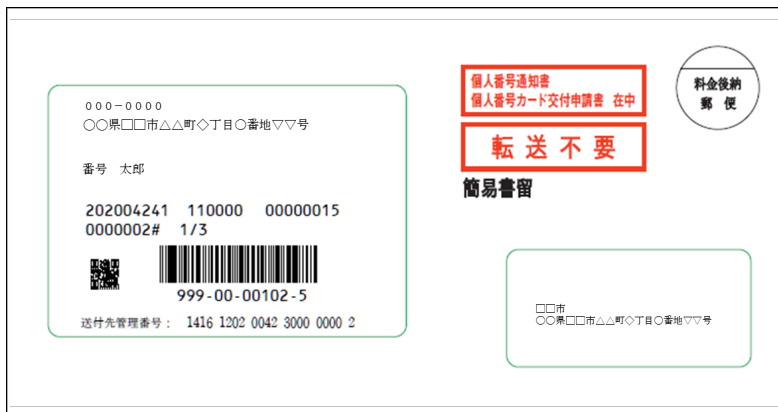 個人番号通知書
個人番号カード交付申請書 在中
料金後納
郵 便
転送不要
簡易書留
000-0000
○○県□□市△△町◇丁目○番地▽▽号
番号 太郎
202004241 110000 00000015
0000002# 1/3
999-00-00102-5
送付先管理番号: 1416 1202 0042 3000 0000 2
□□市
○○県□□市△△町◇丁目○番地▽▽号